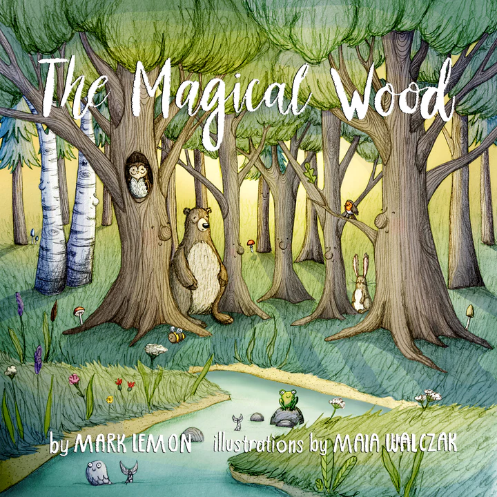 The Magical Wood
by MARK LEMON illustrations by MAIA WALCZAK